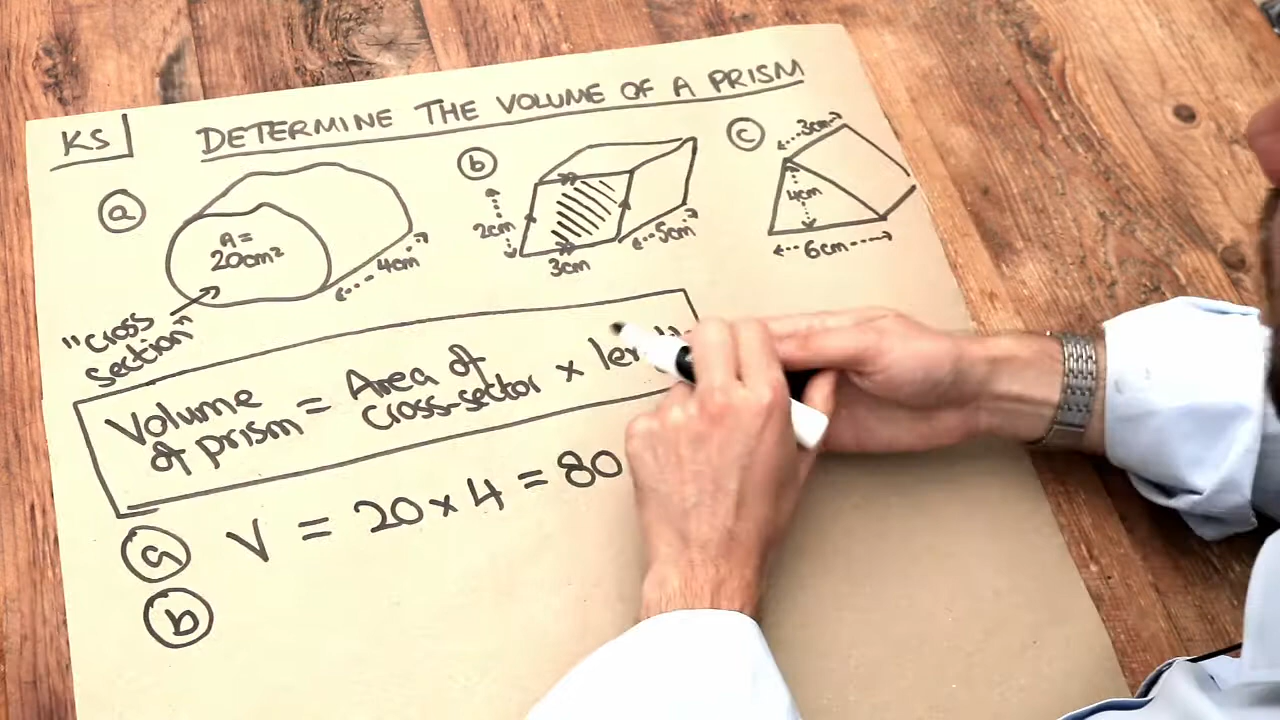 KS
DETERMINE THE VOLUME OF A PRISM
a
A =
20cm²
4cm
"cross
section"
b
2cm
3cm
5cm
c
3cm
4cm
6cm
Volume
of prism = Area of
cross-sector ×
a V = 20 × 4 = 80
b